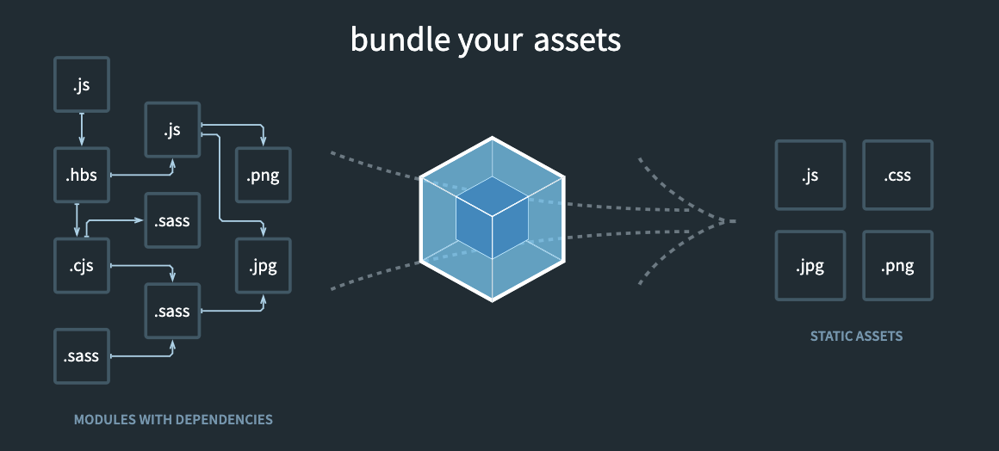 bundle your assets
.js
.js
.hbs
.png
.sass
.cjs
.jpg
.sass
.sass
MODULES WITH DEPENDENCIES
.js
.css
.jpg
.png
STATIC ASSETS